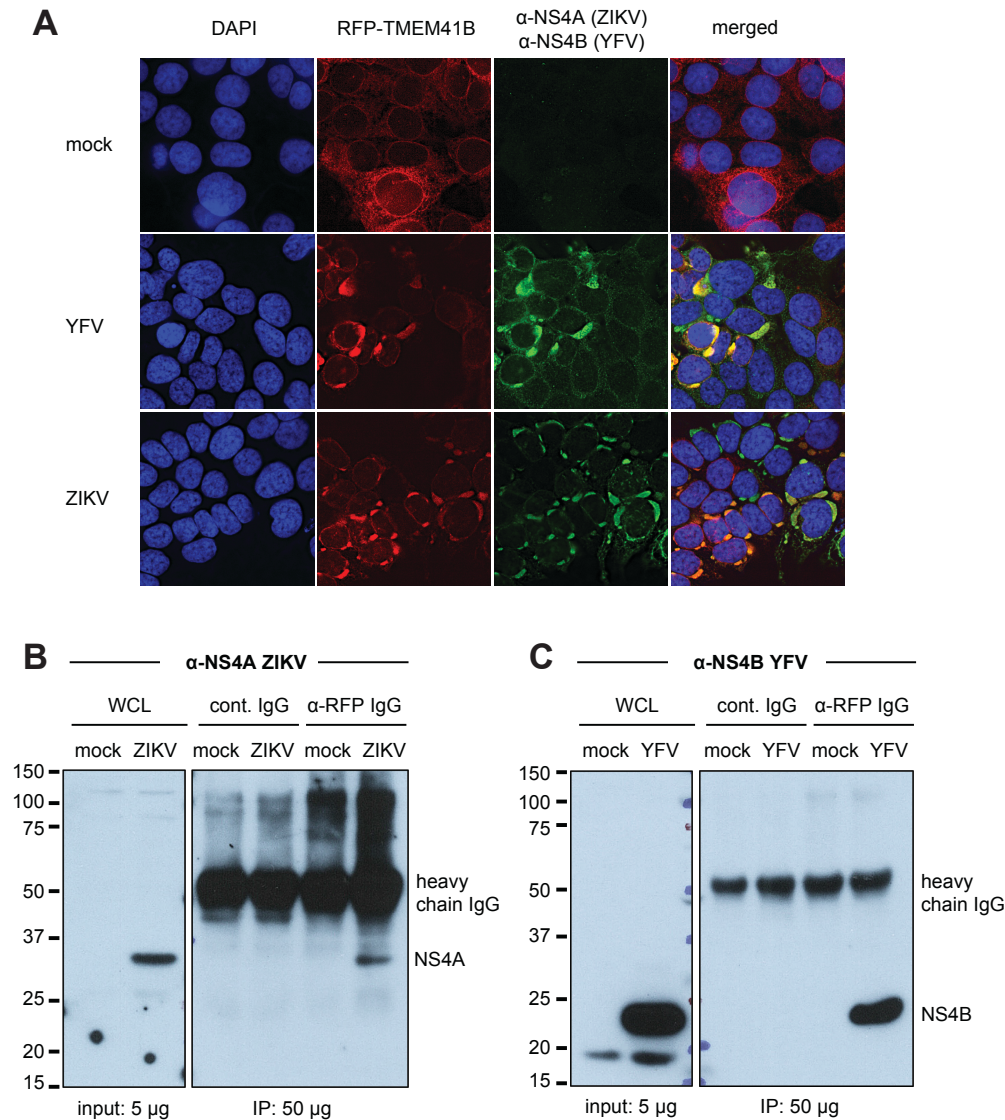 A
DAPI RFP-TMEM41B α-NS4A (ZIKV) merged
α-NS4B (YFV)
mock
YFV
ZIKV
B
α-NS4A ZIKV
WCL cont. IgG α-RFP IgG
mock ZIKV mock ZIKV mock ZIKV
150
100
75
50
37
25
20
15
heavy
chain IgG
NS4A
input: 5 µg IP: 50 µg
C
α-NS4B YFV
WCL cont. IgG α-RFP IgG
mock YFV mock YFV mock YFV
150
100
75
50
37
25
20
15
heavy
chain IgG
NS4B
input: 5 µg IP: 50 µg